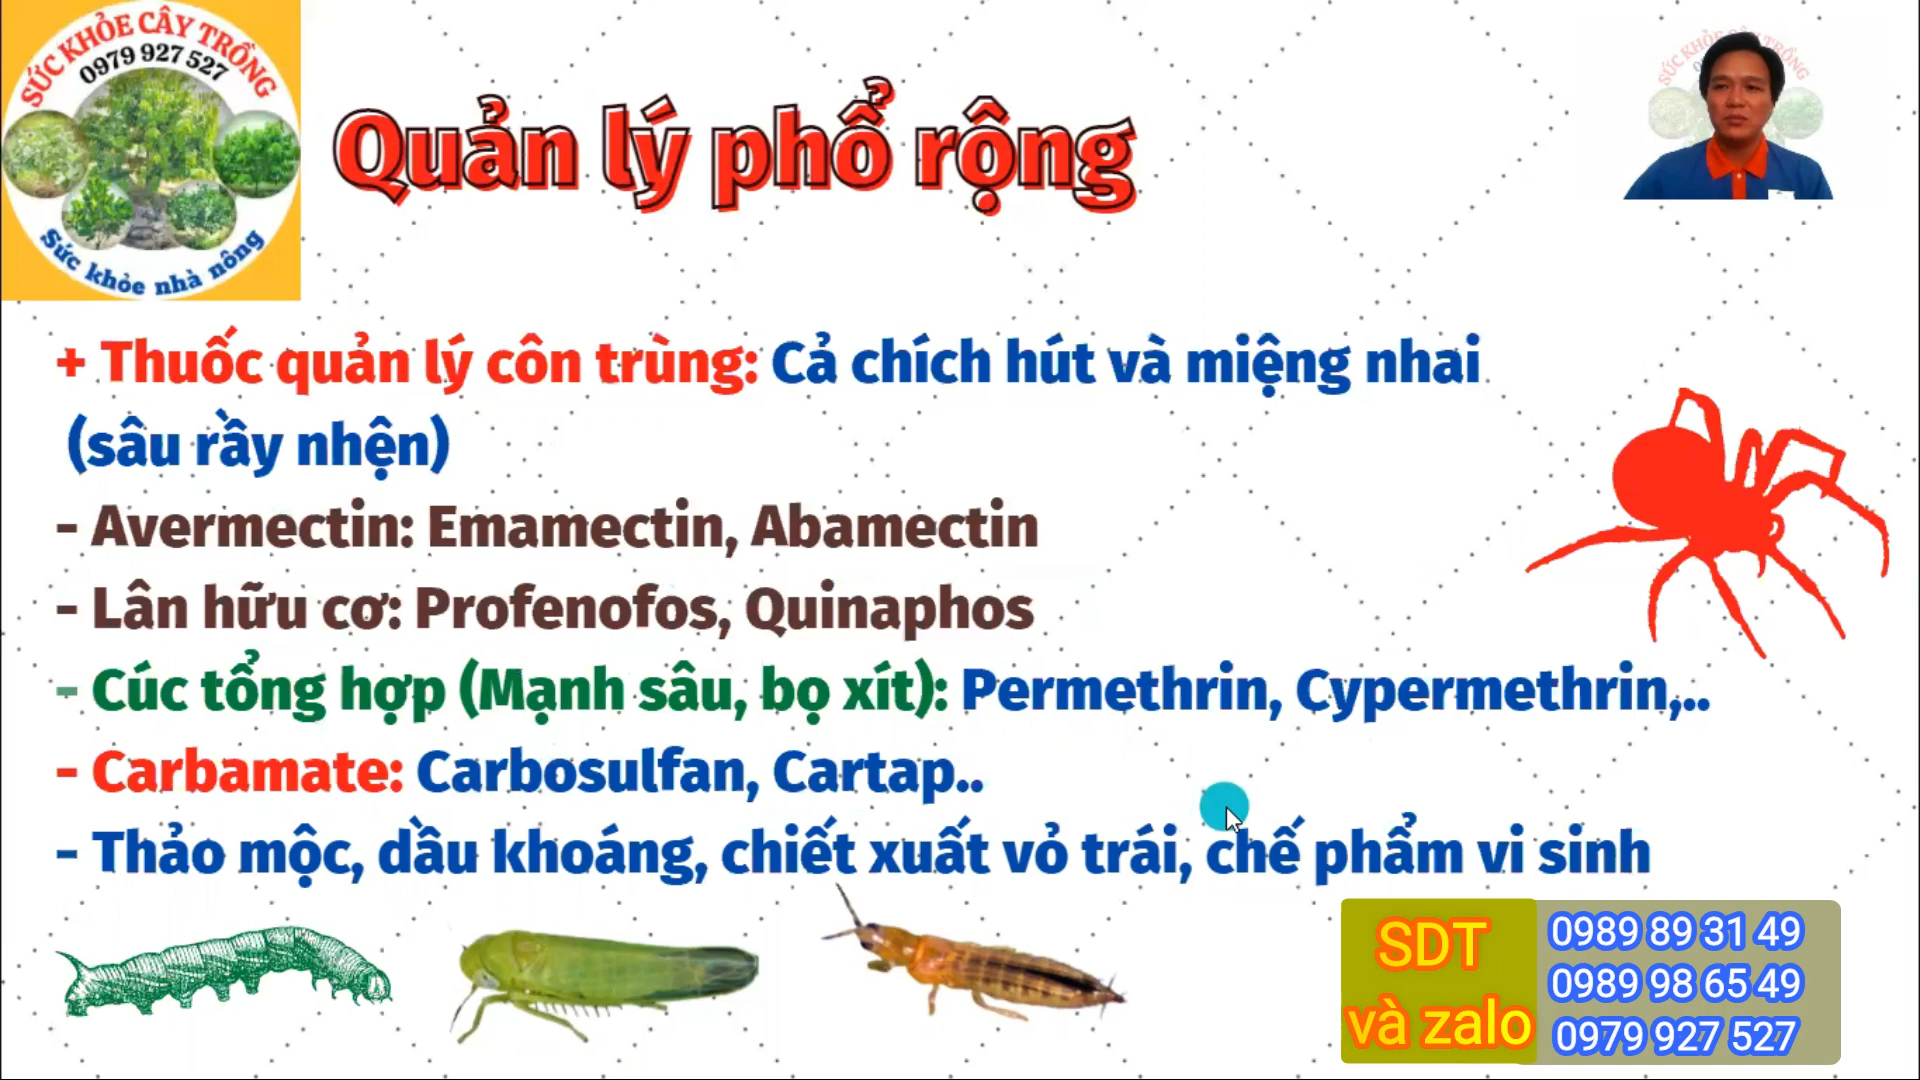 SỨC KHỎE CÂY TRỒNG
0979 927 527
Sức khỏe nhà nông
Quản lý phổ rộng
+ Thuốc quản lý côn trùng: Cả chích hút và miệng nhai
(sâu rầy nhện)
- Avermectin: Emamectin, Abamectin
- Lân hữu cơ: Profenofos, Quinaphos
- Cúc tổng hợp (Mạnh sâu, bọ xít): Permethrin, Cypermethrin,..
- Carbamate: Carbosulfan, Cartap..
- Thảo mộc, dầu khoáng, chiết xuất vỏ trái, chế phẩm vi sinh
SDT
và zalo
0989 89 31 49
0989 98 65 49
0979 927 527